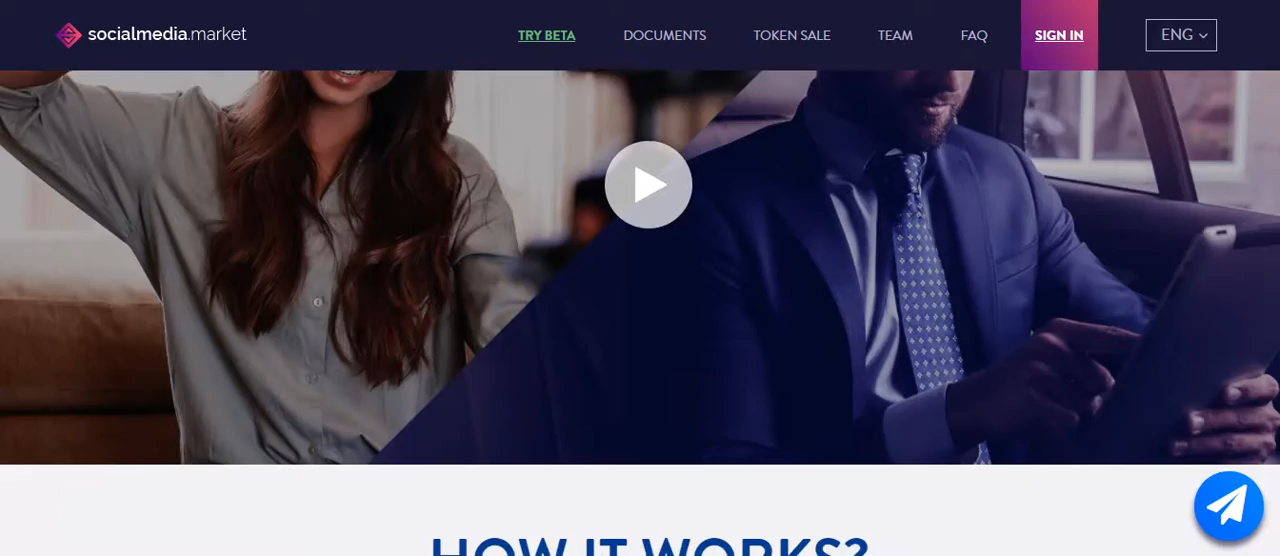 socialmedia.market
TRY BETA
DOCUMENTS
TOKEN SALE
TEAM
FAQ
SIGN IN
ENG
HOW IT WORKS?